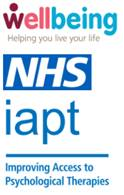 wellbeing
Helping you live your life
NHS
iapt
Improving Access to
Psychological Therapies